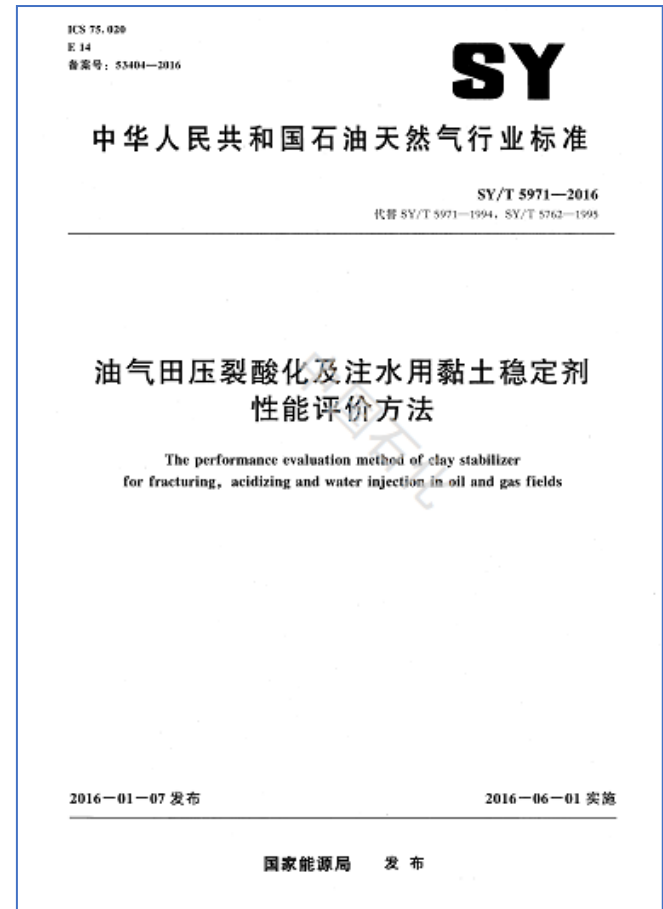 ICS 75.020
E 14
备案号：53404—2016
SY
中华人民共和国石油天然气行业标准
SY/T 5971—2016
代替 SY/T 5971—1994，SY/T 5762—1995
油气田压裂酸化及注水用黏土稳定剂
性能评价方法
The performance evaluation method of clay stabilizer
for fracturing，acidizing and water injection in oil and gas fields
中国石化
2016－01－07 发布
2016－06－01 实施
国家能源局 发布